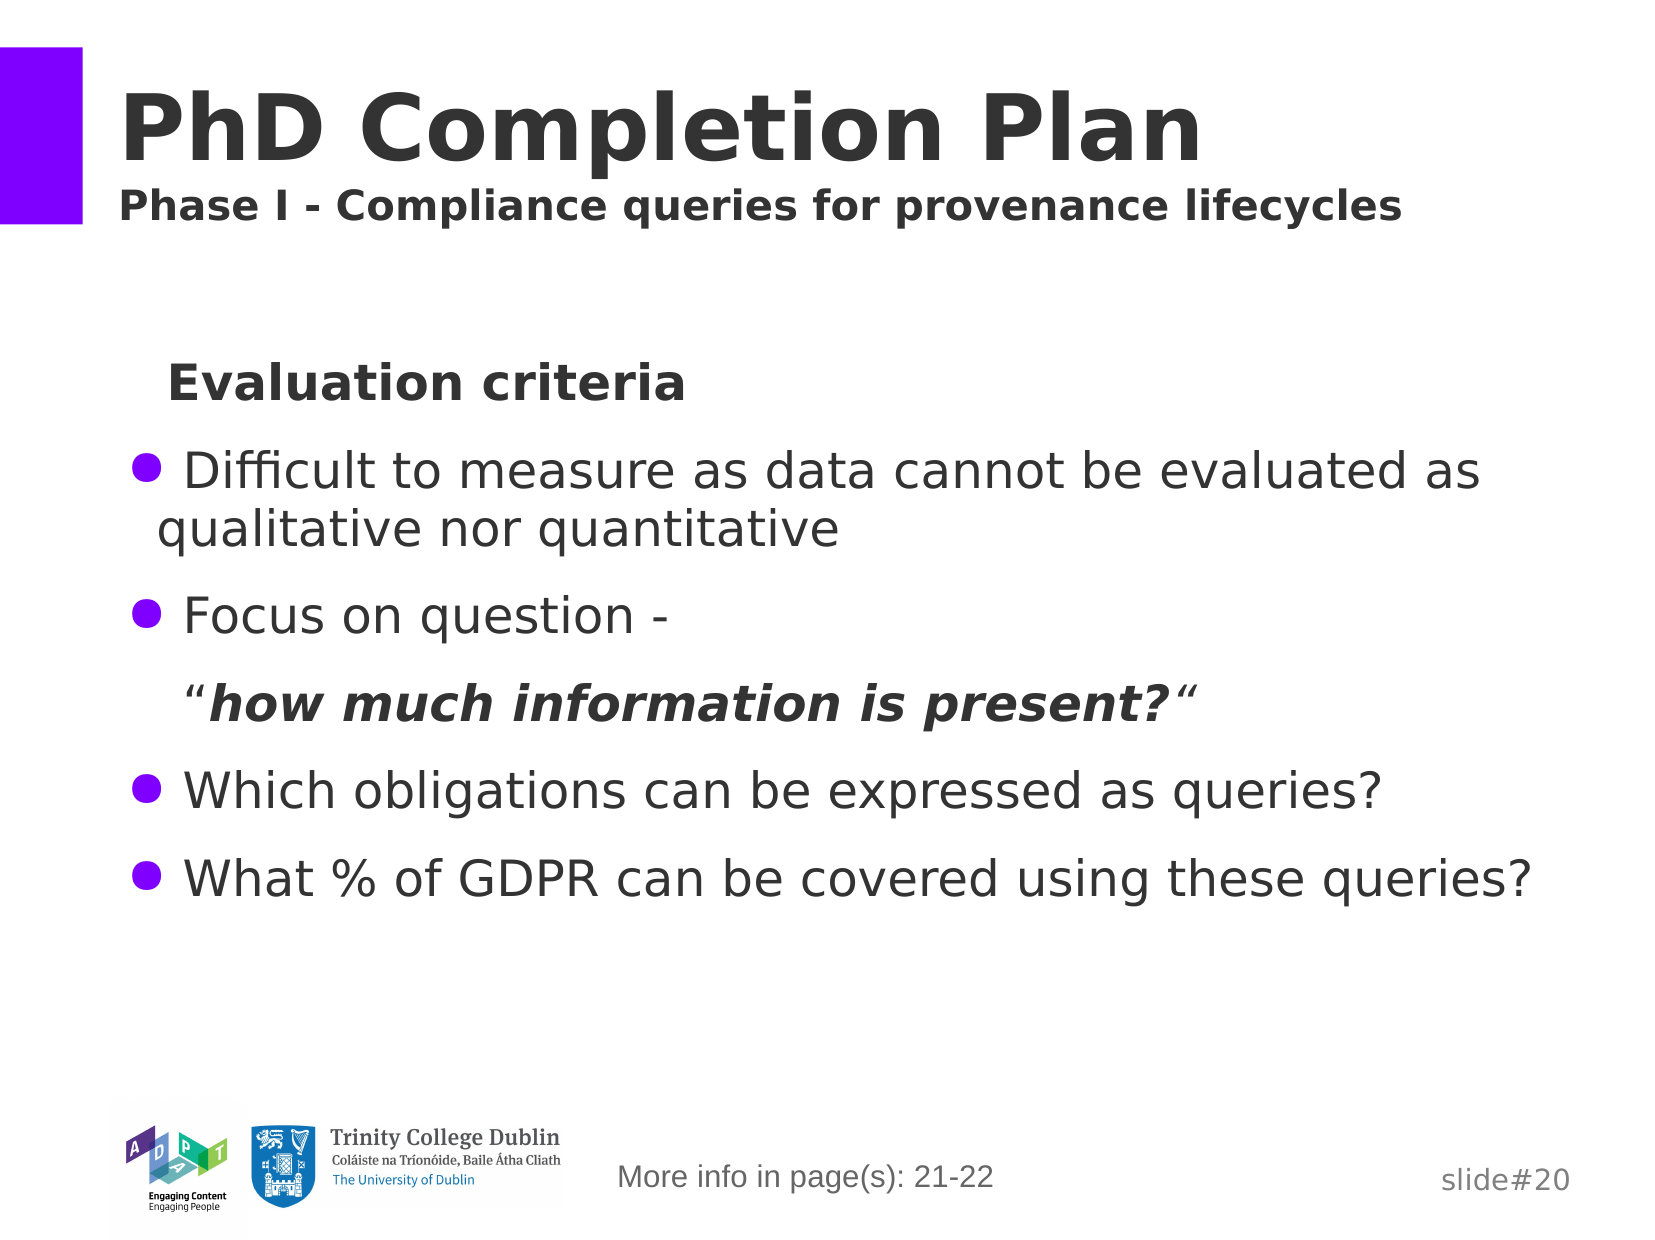 PhD Completion Plan
Phase I - Compliance queries for provenance lifecycles
Evaluation criteria
● Difficult to measure as data cannot be evaluated as
qualitative nor quantitative
● Focus on question -
“how much information is present?“
● Which obligations can be expressed as queries?
● What % of GDPR can be covered using these queries?
ADAPT
Engaging Content
Engaging People
Trinity College Dublin
Coláiste na Tríonóide, Baile Átha Cliath
The University of Dublin
More info in page(s): 21-22
slide#20